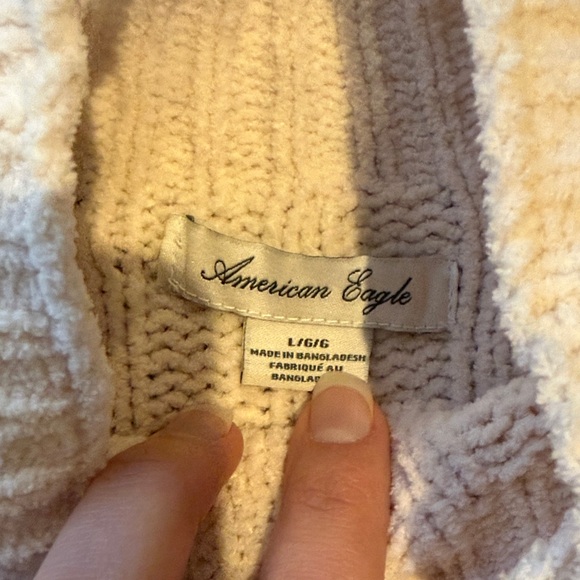 American Eagle
L/G/G
MADE IN BANGLADESH
FABRIQUÉ AU